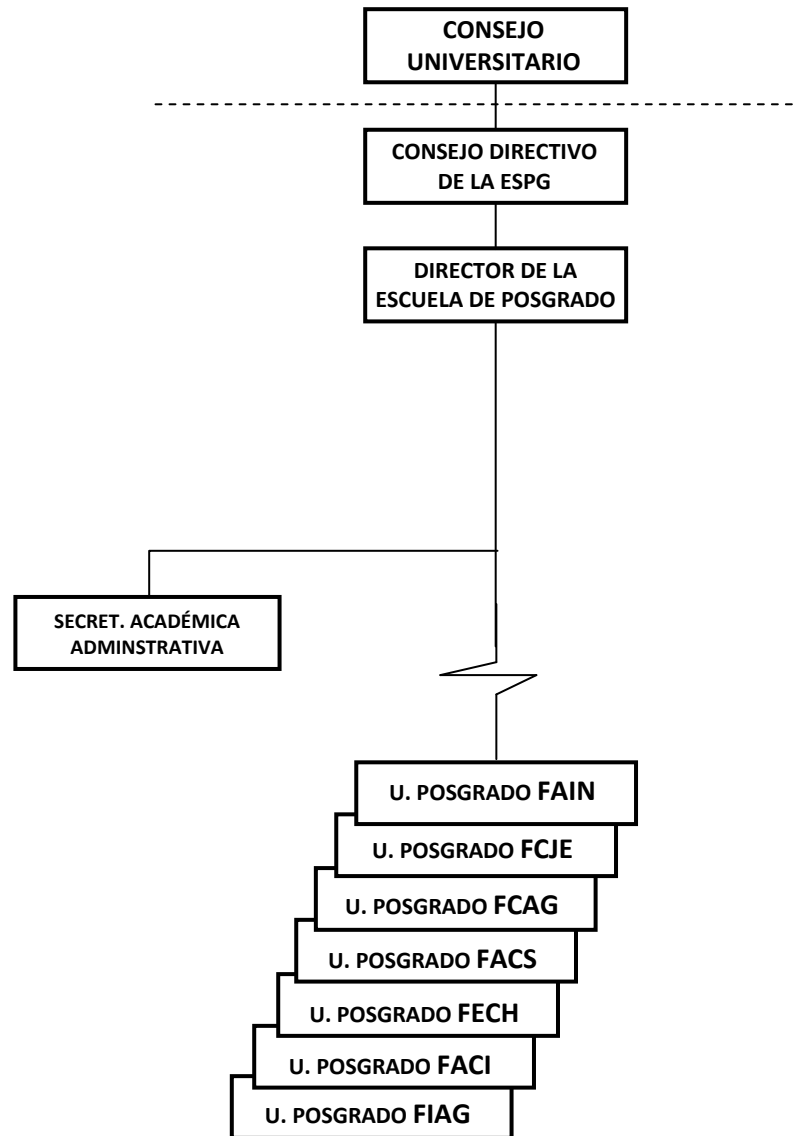 CONSEJO
UNIVERSITARIO
CONSEJO DIRECTIVO
DE LA ESPG
DIRECTOR DE LA
ESCUELA DE POSGRADO
SECRET. ACADÉMICA
ADMINSTRATIVA
U. POSGRADO FAIN
U. POSGRADO FCJE
U. POSGRADO FCAG
U. POSGRADO FACS
U. POSGRADO FECH
U. POSGRADO FACI
U. POSGRADO FIAG